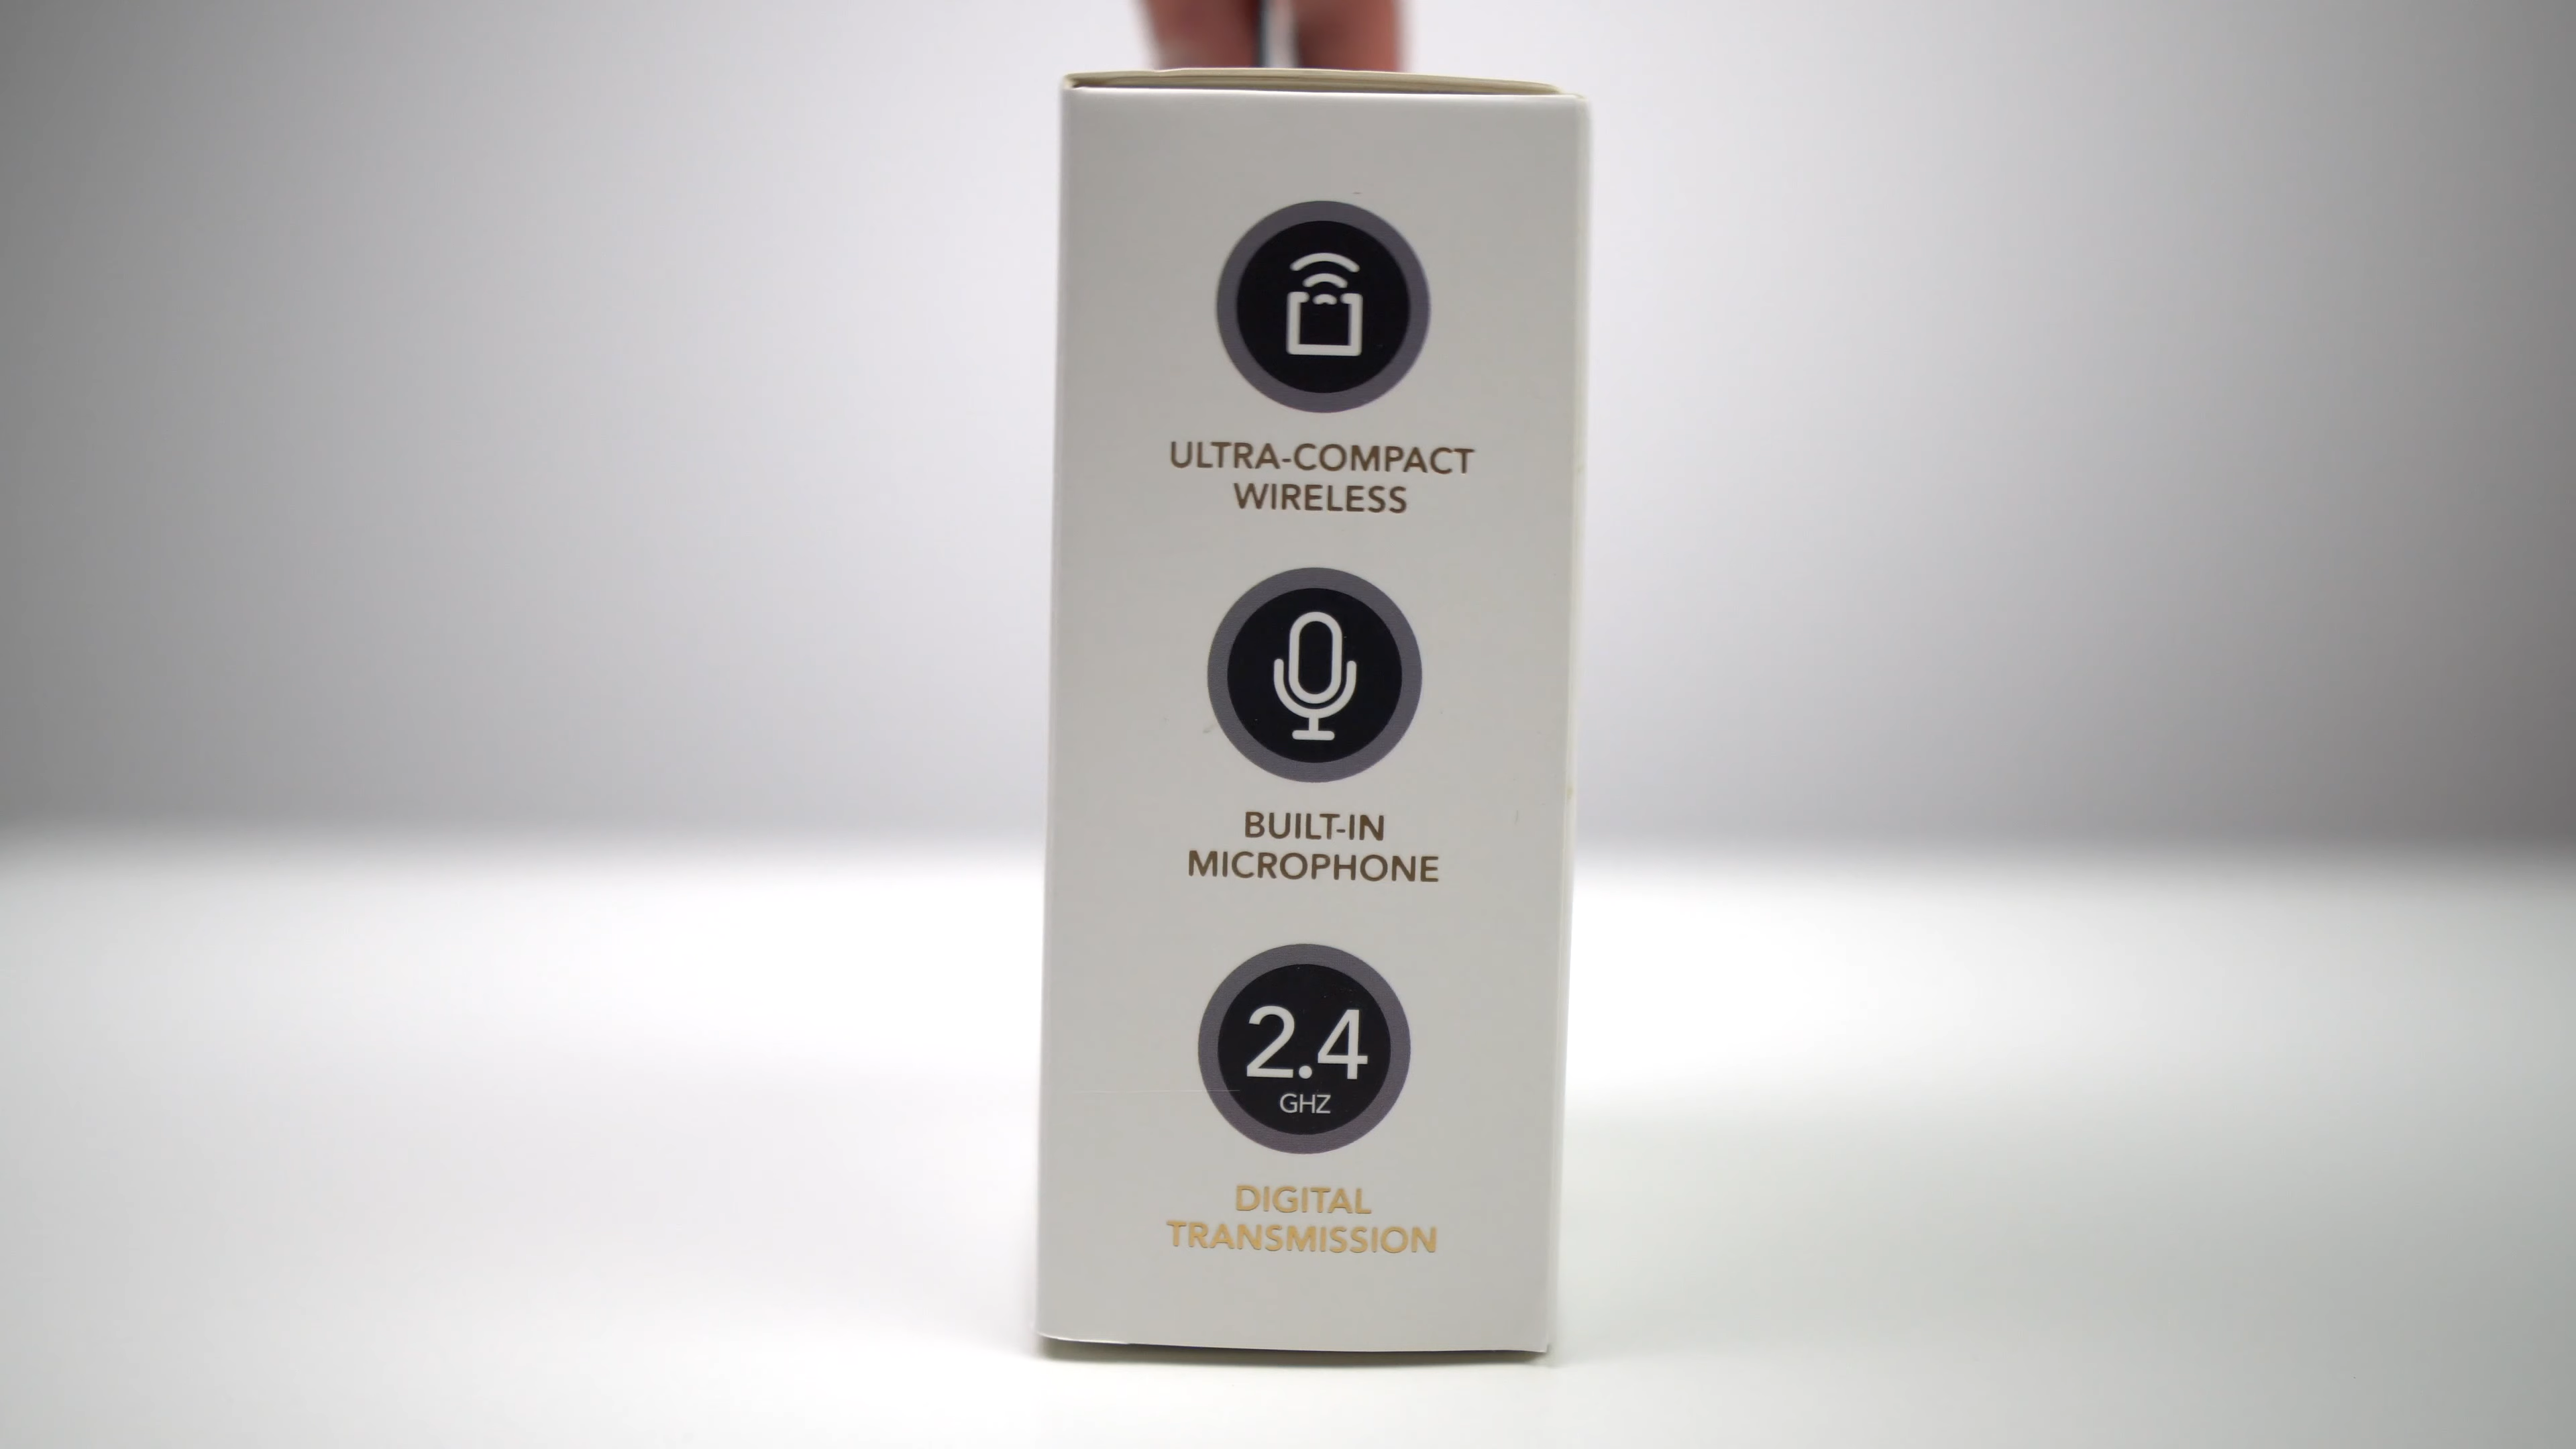 ULTRA-COMPACT
WIRELESS
BUILT-IN
MICROPHONE
2.4
GHZ
DIGITAL
TRANSMISSION